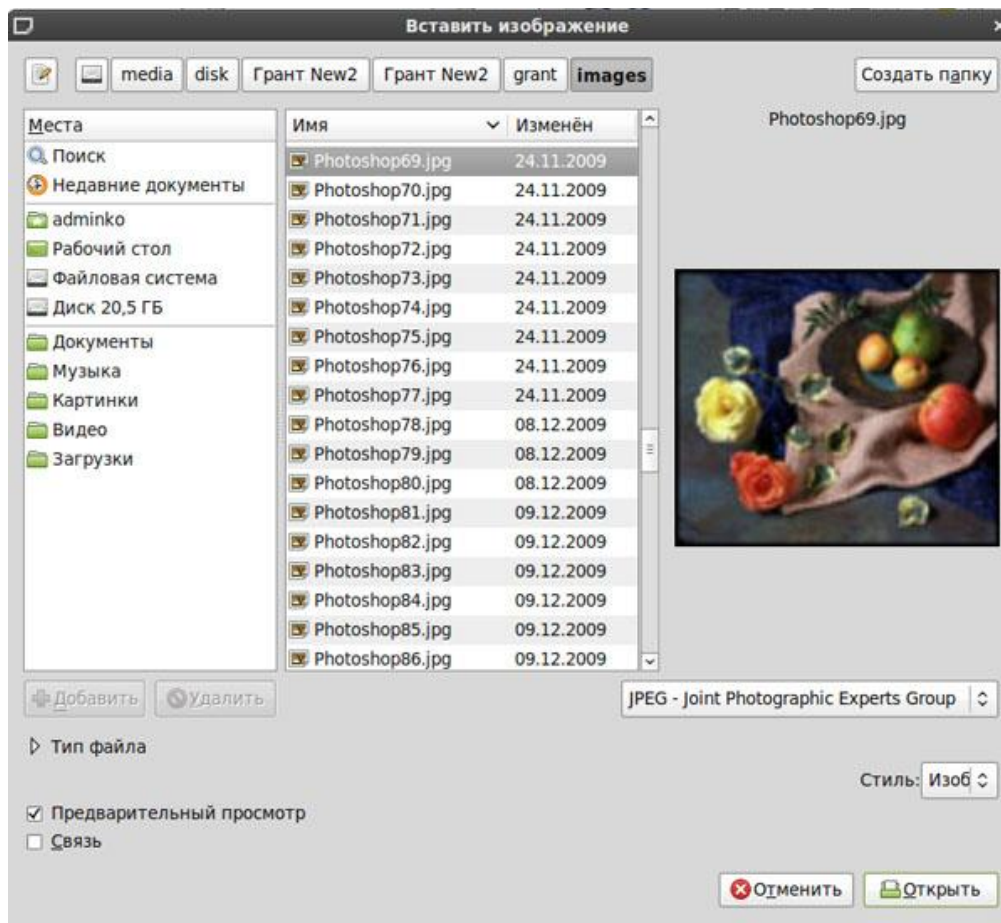 Вставить изображение
media disk Грант New2 Грант New2 grant images Создать папку
Места
Поиск
Недавние документы
adminko
Рабочий стол
Файловая система
Диск 20,5 ГБ
Документы
Музыка
Картинки
Видео
Загрузки
Имя Изменён
Photoshop69.jpg 24.11.2009
Photoshop70.jpg 24.11.2009
Photoshop71.jpg 24.11.2009
Photoshop72.jpg 24.11.2009
Photoshop73.jpg 24.11.2009
Photoshop74.jpg 24.11.2009
Photoshop75.jpg 24.11.2009
Photoshop76.jpg 24.11.2009
Photoshop77.jpg 24.11.2009
Photoshop78.jpg 08.12.2009
Photoshop79.jpg 08.12.2009
Photoshop80.jpg 08.12.2009
Photoshop81.jpg 09.12.2009
Photoshop82.jpg 09.12.2009
Photoshop83.jpg 09.12.2009
Photoshop84.jpg 09.12.2009
Photoshop85.jpg 09.12.2009
Photoshop86.jpg 09.12.2009
Photoshop69.jpg
Добавить Удалить
JPEG - Joint Photographic Experts Group
Тип файла
Стиль: Изоб
Предварительный просмотр
Связь
Отменить Открыть